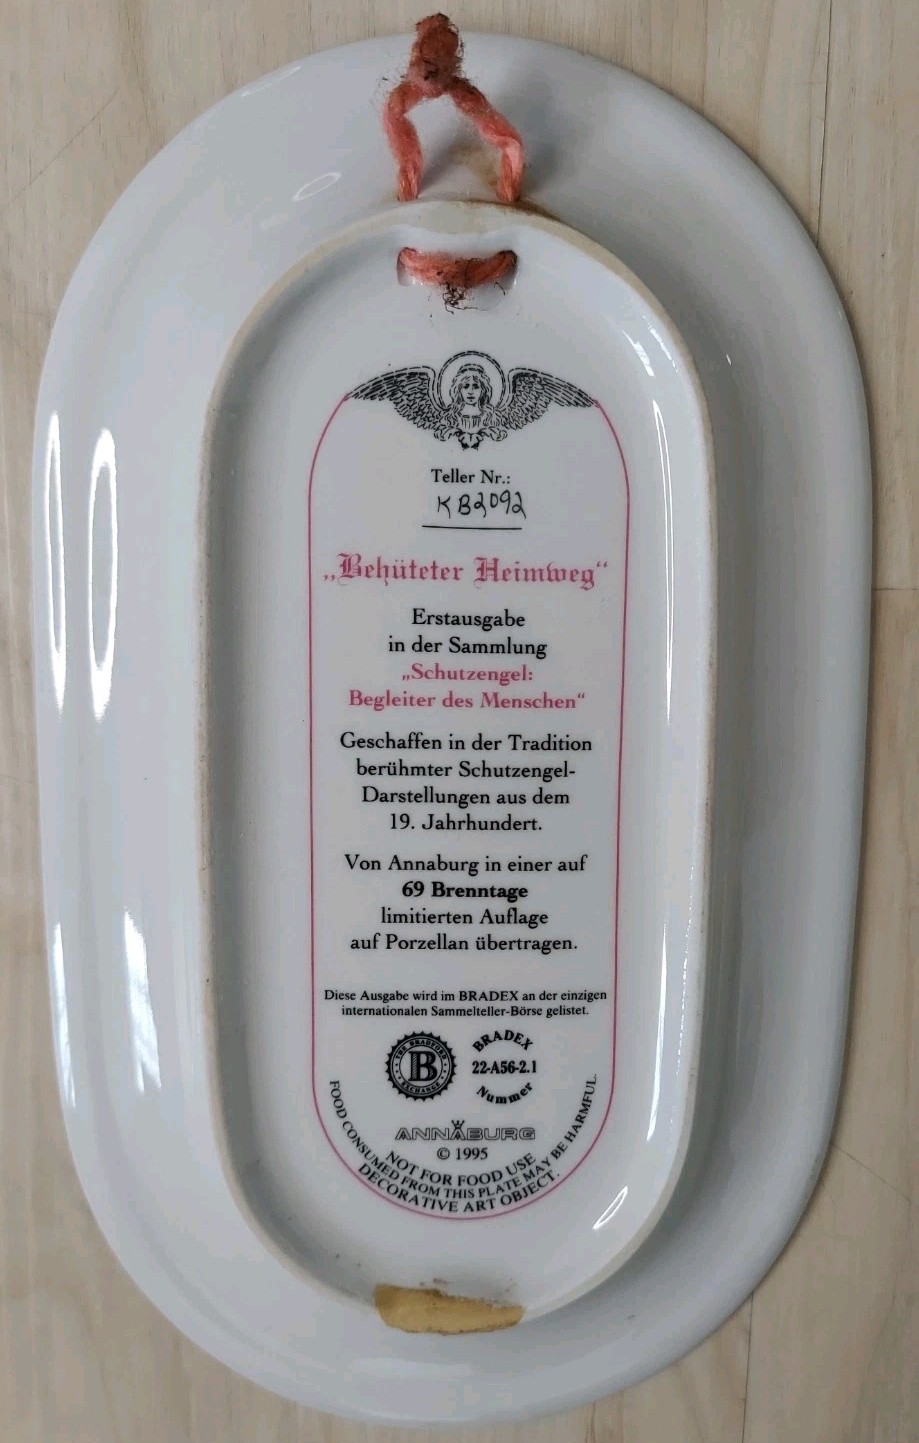 Teller Nr.:
KB2092
„Behüteter Heimweg“
Erstausgabe
in der Sammlung
„Schutzengel:
Begleiter des Menschen“
Geschaffen in der Tradition
berühmter Schutzengel-
Darstellungen aus dem
19. Jahrhundert.
Von Annaburg in einer auf
69 Brenntage
limitierten Auflage
auf Porzellan übertragen.
Diese Ausgabe wird im BRADEX an der einzigen
internationalen Sammelteller-Börse gelistet.
THE BRADFORD
B
EXCHANGE
BRADEX
22-A56-2.1
Nummer
ANNABURG
© 1995
NOT FOR FOOD USE.
FOOD CONSUMED FROM THIS PLATE MAY BE HARMFUL.
DECORATIVE ART OBJECT.